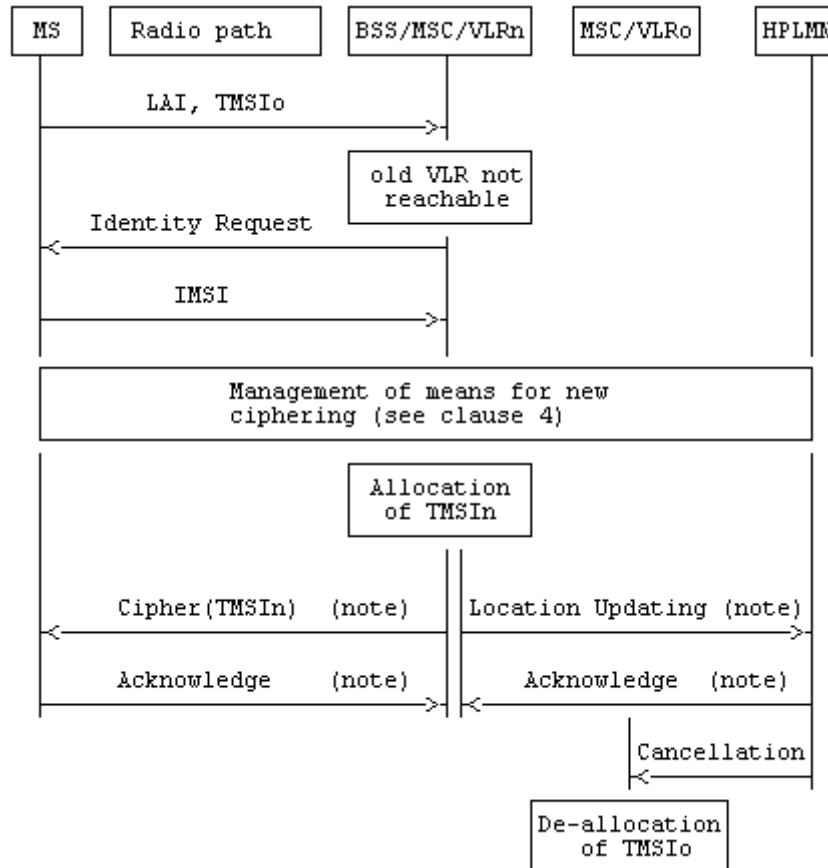 MS Radio path BSS/MSC/VLRn MSC/VLRo HPLMN
LAI, TMSIo
old VLR not
reachable
Identity Request
IMSI
Management of means for new
ciphering (see clause 4)
Allocation
of TMSIn
Cipher(TMSIn) (note) Location Updating (note)
Acknowledge (note) Acknowledge (note)
Cancellation
De-allocation
of TMSIo